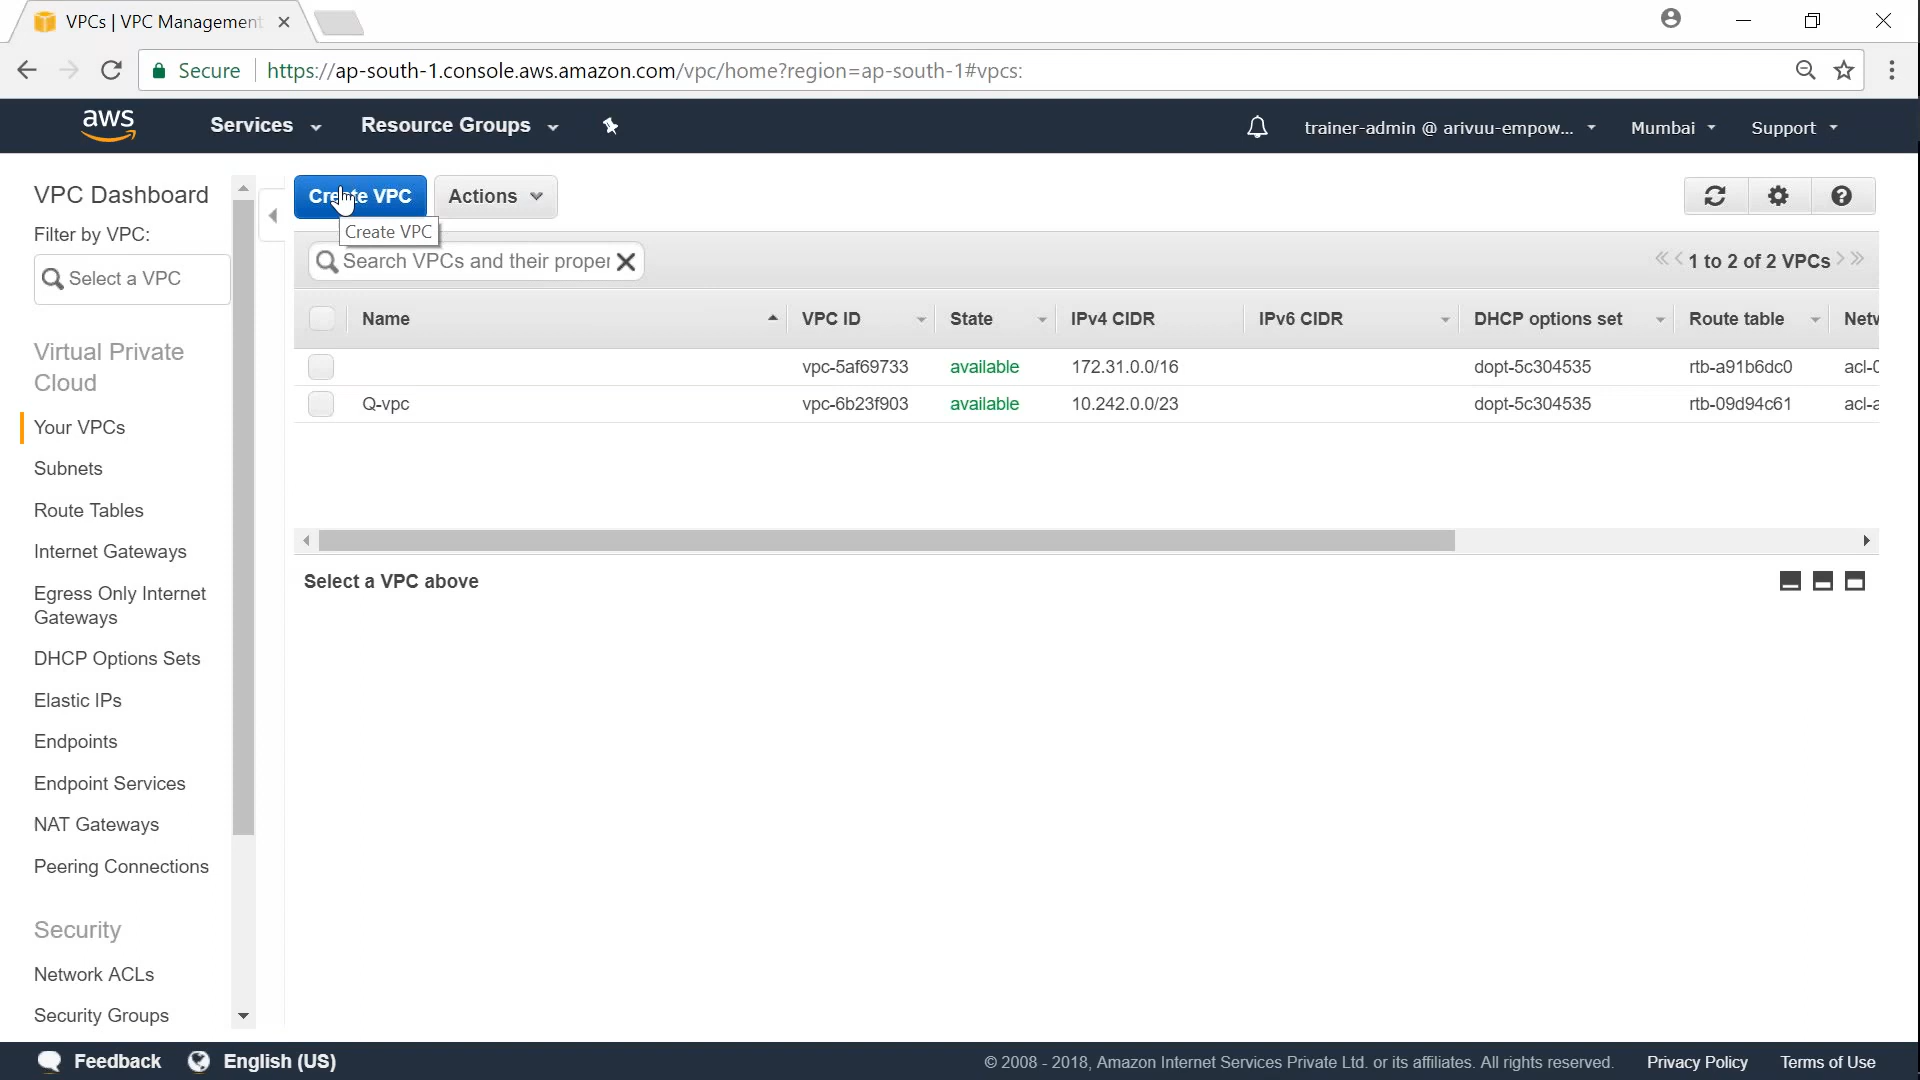 VPCs | VPC Management
Secure
https://ap-south-1.console.aws.amazon.com/vpc/home?region=ap-south-1#vpcs:
aws
Services
Resource Groups
trainer-admin @ arivuu-empow...
Mumbai
Support
VPC Dashboard
Filter by VPC:
Select a VPC
Virtual Private
Cloud
Your VPCs
Subnets
Route Tables
Internet Gateways
Egress Only Internet
Gateways
DHCP Options Sets
Elastic IPs
Endpoints
Endpoint Services
NAT Gateways
Peering Connections
Security
Network ACLs
Security Groups
Create VPC
Actions
Create VPC
Search VPCs and their proper
1 to 2 of 2 VPCs
Name VPC ID State IPv4 CIDR IPv6 CIDR DHCP options set Route table Netw
vpc-5af69733 available 172.31.0.0/16 dopt-5c304535 rtb-a91b6dc0 acl-0
Q-vpc vpc-6b23f903 available 10.242.0.0/23 dopt-5c304535 rtb-09d94c61 acl-a
Select a VPC above
Feedback
English (US)
© 2008 - 2018, Amazon Internet Services Private Ltd. or its affiliates. All rights reserved.
Privacy Policy
Terms of Use